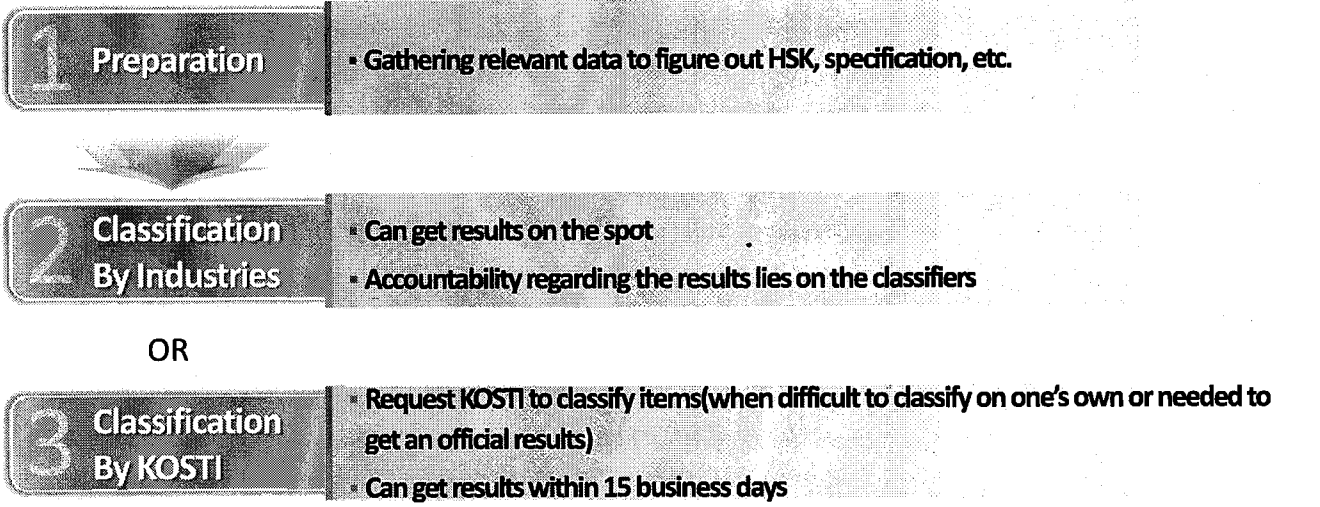 1 Preparation
▪ Gathering relevant data to figure out HSK, specification, etc.
2 Classification
By Industries
▪ Can get results on the spot
▪ Accountability regarding the results lies on the classifiers
OR
3 Classification
By KOSTI
▪ Request KOSTI to classify items(when difficult to classify on one's own or needed to
get an official results)
▪ Can get results within 15 business days